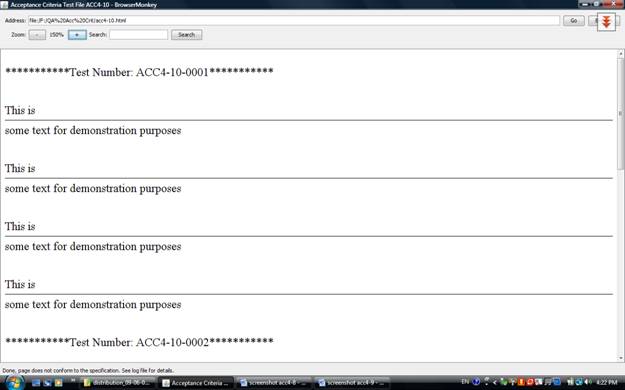 Acceptance Criteria Test File ACC4-10 - BrowserMonkey
Address: file:/F:/QA%20Acc%20Crit/acc4-10.html Go
Zoom: - 150% + Search: Search
***********Test Number: ACC4-10-0001***********
This is
some text for demonstration purposes
This is
some text for demonstration purposes
This is
some text for demonstration purposes
This is
some text for demonstration purposes
***********Test Number: ACC4-10-0002***********
Done, page does not conform to the specification. See log file for details.
distribution_09-06-0... Acceptance Criteria ... screenshot acc4-8 - ... screenshot acc4-9 - ... EN 4:22 PM